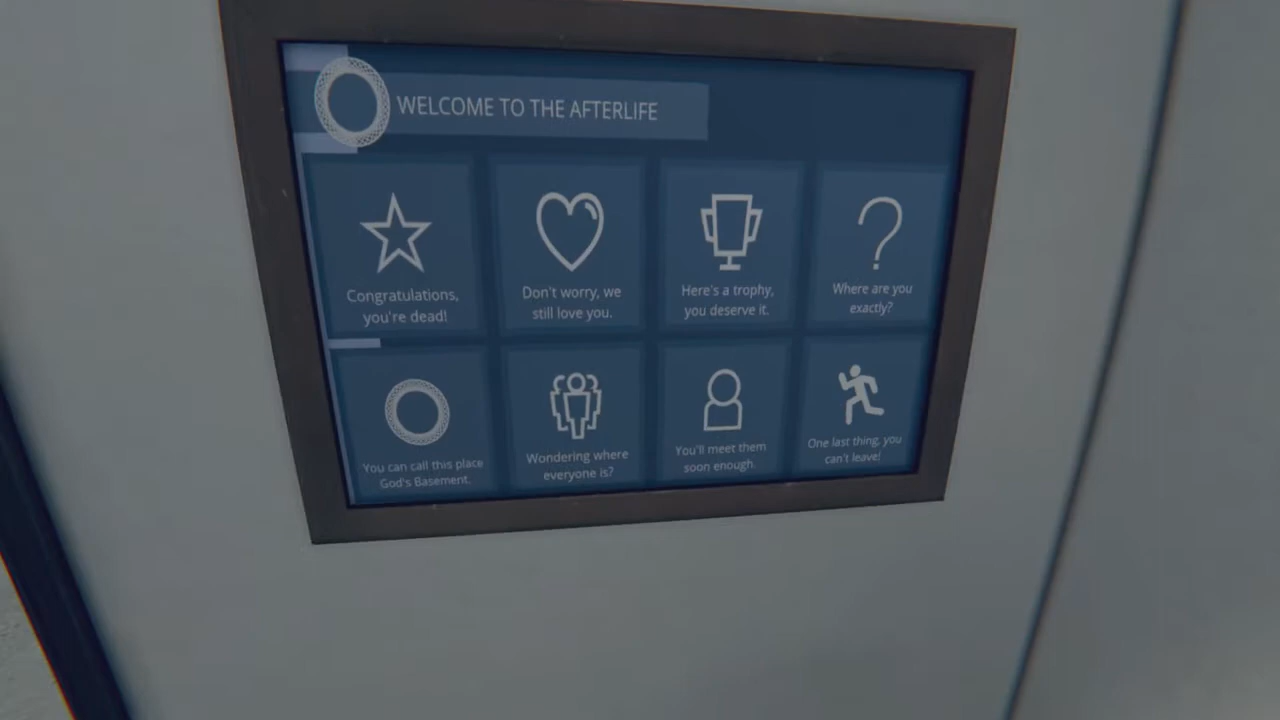 WELCOME TO THE AFTERLIFE
Congratulations,
you're dead!
Don't worry, we
still love you.
Here's a trophy,
you deserve it.
Where are you
exactly?
You can call this place
God's Basement.
Wondering where
everyone is?
You'll meet them
soon enough.
One last thing, you
can't leave!